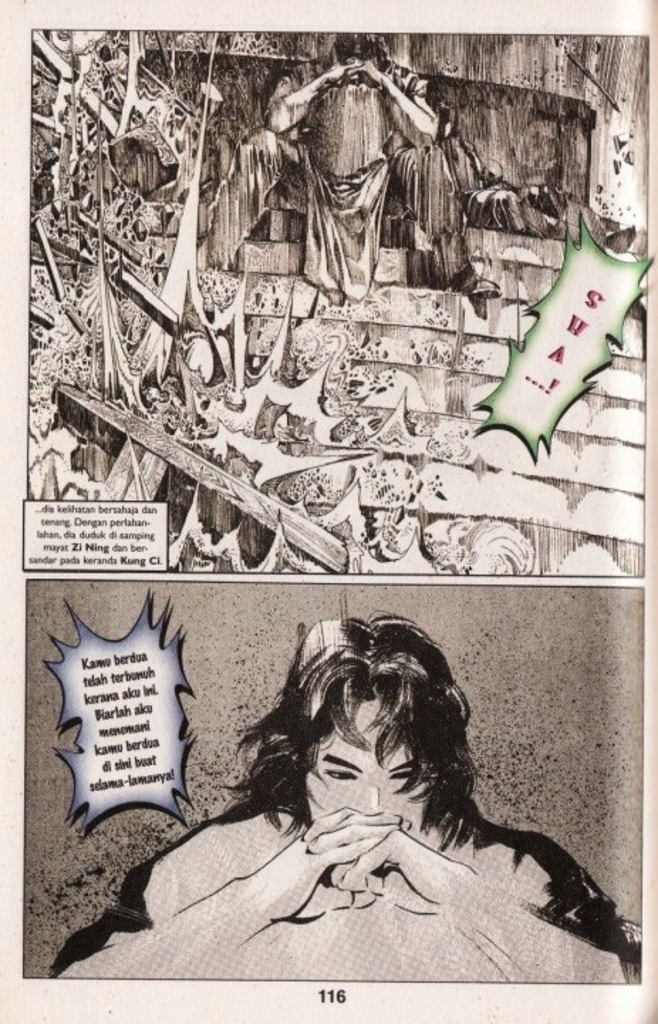 SHA...!
...dia kelihatan bersahaja dan
tenang. Dengan perlahan-
lahan, dia duduk di samping
mayat Zi Ning dan ber-
sandar pada keranda Kung Ci.
Kamu berdua
telah terbunuh
kerana aku ini.
Biarlah aku
menemani
kamu berdua
di sini buat
selama-lamanya!
116